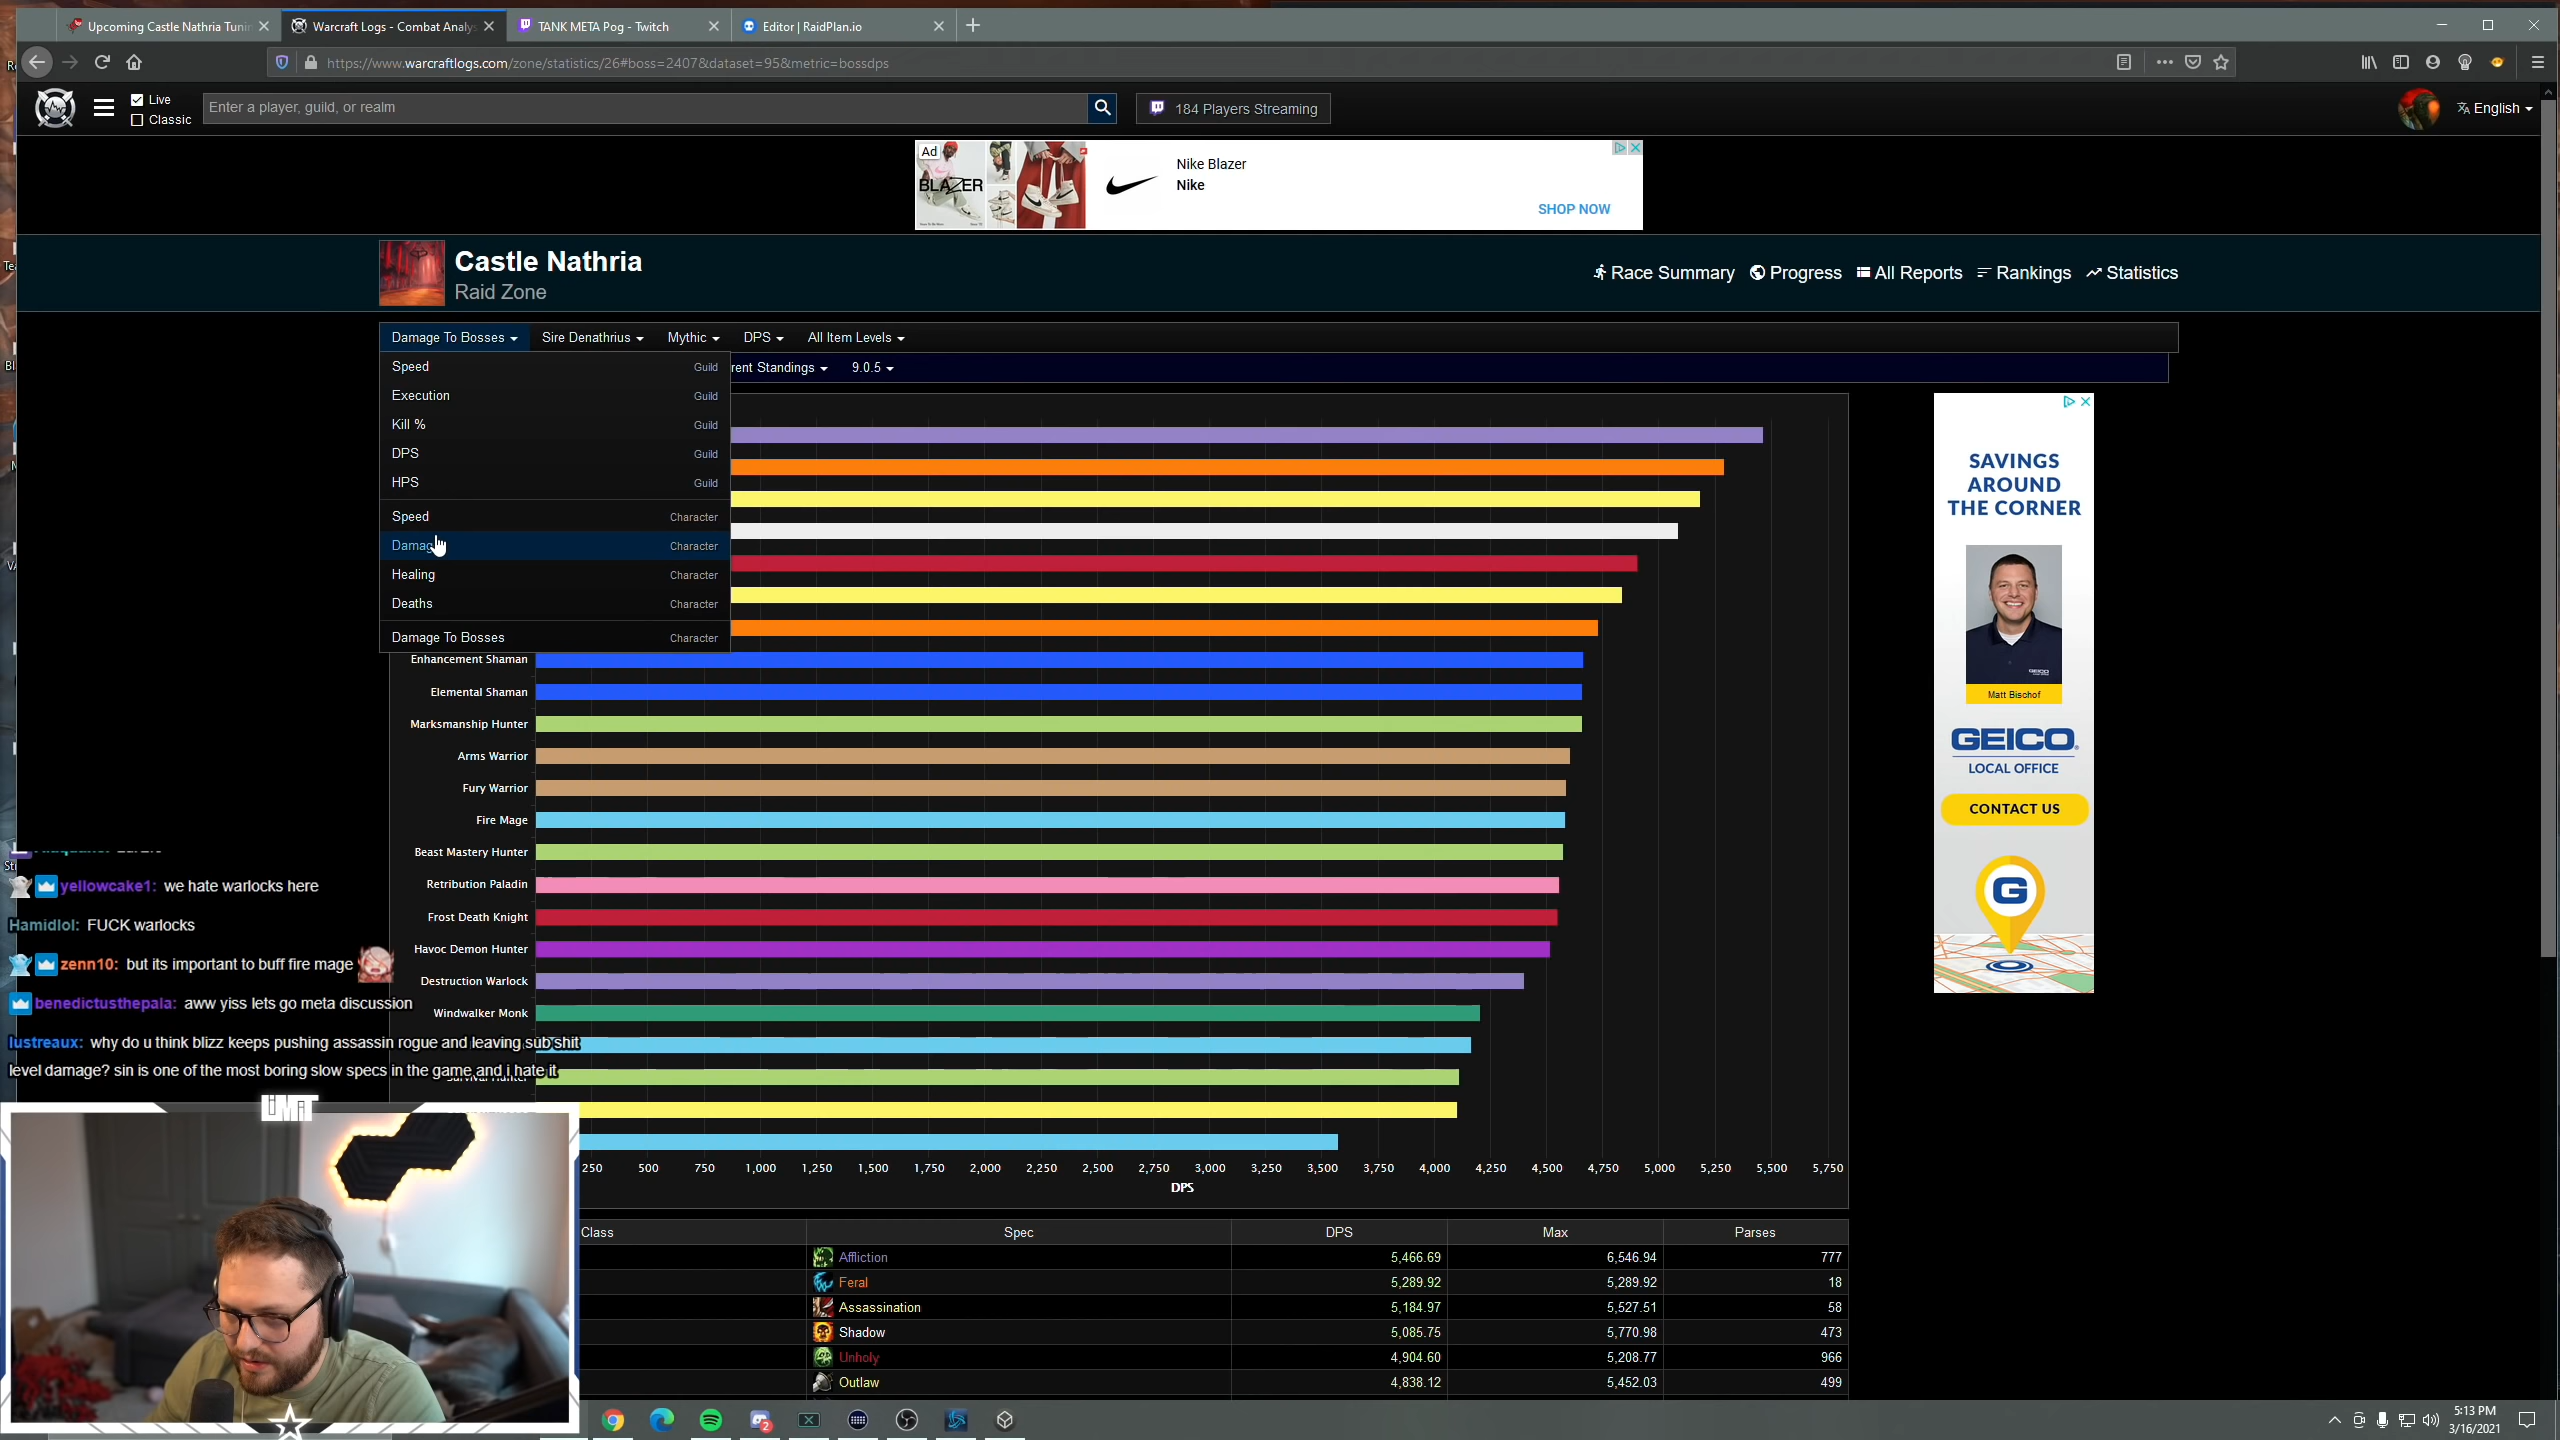 Upcoming Castle Nathria Tunin
Warcraft Logs - Combat Analys
TANK META Pog - Twitch
Editor | RaidPlan.io
https://www.warcraftlogs.com/zone/statistics/26#boss=2407&dataset=95&metric=bossdps
Live
Classic
Enter a player, guild, or realm
184 Players Streaming
English
Ad
BLAZER
Nike Blazer
Nike
SHOP NOW
Castle Nathria
Raid Zone
Race Summary
Progress
All Reports
Rankings
Statistics
Damage To Bosses
Sire Denathrius
Mythic
DPS
All Item Levels
Speed Guild
rent Standings
9.0.5
Execution Guild
Kill % Guild
DPS Guild
HPS Guild
Speed Character
Damag Character
Healing Character
Deaths Character
Damage To Bosses Character
Enhancement Shaman
Elemental Shaman
Marksmanship Hunter
Arms Warrior
Fury Warrior
Fire Mage
Beast Mastery Hunter
Retribution Paladin
Frost Death Knight
Havoc Demon Hunter
Destruction Warlock
Windwalker Monk
Survival Hunter
250 500 750 1,000 1,250 1,500 1,750 2,000 2,250 2,500 2,750 3,000 3,250 3,500 3,750 4,000 4,250 4,500 4,750 5,000 5,250 5,500 5,750
DPS
Class Spec DPS Max Parses
Affliction 5,466.69 6,546.94 777
Feral 5,289.92 5,289.92 18
Assassination 5,184.97 5,527.51 58
Shadow 5,085.75 5,770.98 473
Unholy 4,904.60 5,208.77 966
Outlaw 4,838.12 5,452.03 499
yellowcake1: we hate warlocks here
Hamidlol: FUCK warlocks
zenn10: but its important to buff fire mage
benedictusthepala: aww yiss lets go meta discussion
lustreaux: why do u think blizz keeps pushing assassin rogue and leaving sub shit
level damage? sin is one of the most boring slow specs in the game and i hate it
LIMIT
SAVINGS
AROUND
THE CORNER
Matt Bischof
GEICO
LOCAL OFFICE
CONTACT US
G
2
5:13 PM
3/16/2021